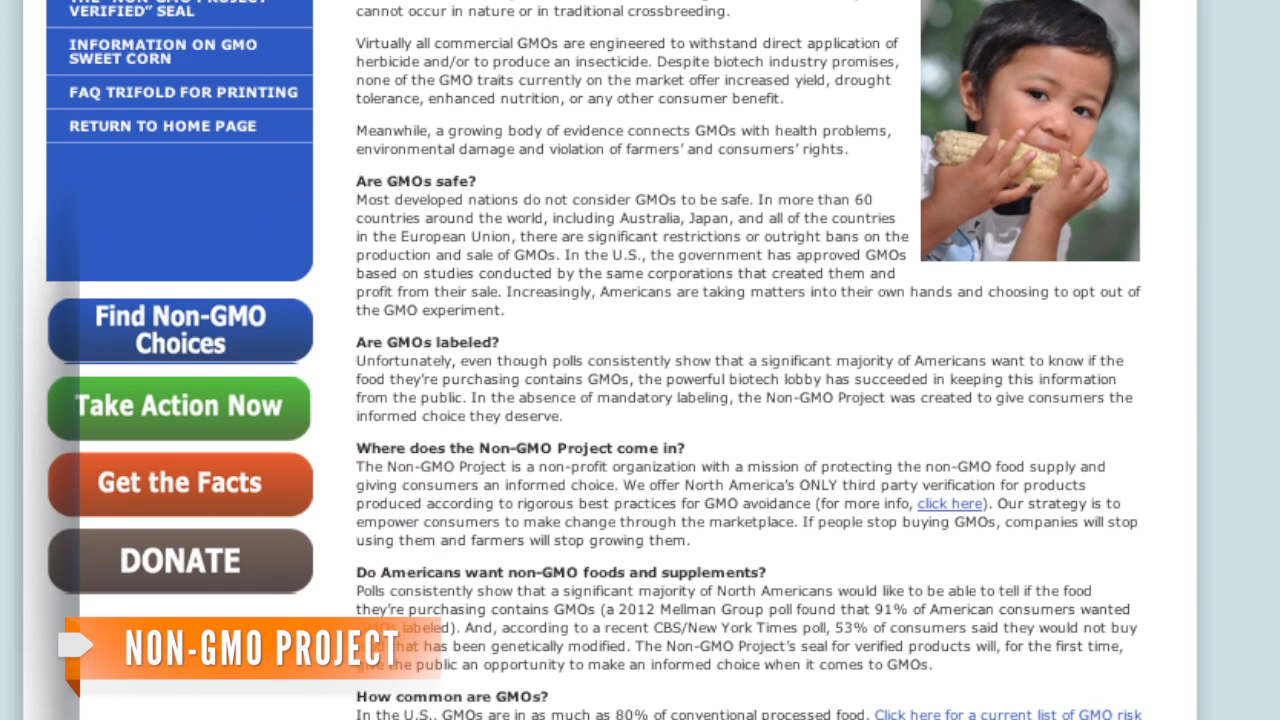 THE "NON-GMO PROJECT
VERIFIED" SEAL
INFORMATION ON GMO
SWEET CORN
FAQ TRIFOLD FOR PRINTING
RETURN TO HOME PAGE
Find Non-GMO
Choices
Take Action Now
Get the Facts
DONATE
cannot occur in nature or in traditional crossbreeding.
Virtually all commercial GMOs are engineered to withstand direct application of
herbicide and/or to produce an insecticide. Despite biotech industry promises,
none of the GMO traits currently on the market offer increased yield, drought
tolerance, enhanced nutrition, or any other consumer benefit.
Meanwhile, a growing body of evidence connects GMOs with health problems,
environmental damage and violation of farmers' and consumers' rights.
Are GMOs safe?
Most developed nations do not consider GMOs to be safe. In more than 60
countries around the world, including Australia, Japan, and all of the countries
in the European Union, there are significant restrictions or outright bans on the
production and sale of GMOs. In the U.S., the government has approved GMOs
based on studies conducted by the same corporations that created them and
profit from their sale. Increasingly, Americans are taking matters into their own hands and choosing to opt out of
the GMO experiment.
Are GMOs labeled?
Unfortunately, even though polls consistently show that a significant majority of Americans want to know if the
food they're purchasing contains GMOs, the powerful biotech lobby has succeeded in keeping this information
from the public. In the absence of mandatory labeling, the Non-GMO Project was created to give consumers the
informed choice they deserve.
Where does the Non-GMO Project come in?
The Non-GMO Project is a non-profit organization with a mission of protecting the non-GMO food supply and
giving consumers an informed choice. We offer North America's ONLY third party verification for products
produced according to rigorous best practices for GMO avoidance (for more info, click here). Our strategy is to
empower consumers to make change through the marketplace. If people stop buying GMOs, companies will stop
using them and farmers will stop growing them.
Do Americans want non-GMO foods and supplements?
Polls consistently show that a significant majority of North Americans would like to be able to tell if the food
they're purchasing contains GMOs (a 2012 Mellman Group poll found that 91% of American consumers wanted
GMOs labeled). And, according to a recent CBS/New York Times poll, 53% of consumers said they would not buy
that has been genetically modified. The Non-GMO Project's seal for verified products will, for the first time,
give the public an opportunity to make an informed choice when it comes to GMOs.
How common are GMOs?
In the U.S., GMOs are in as much as 80% of conventional processed food. Click here for a current list of GMO risk
NON-GMO PROJECT